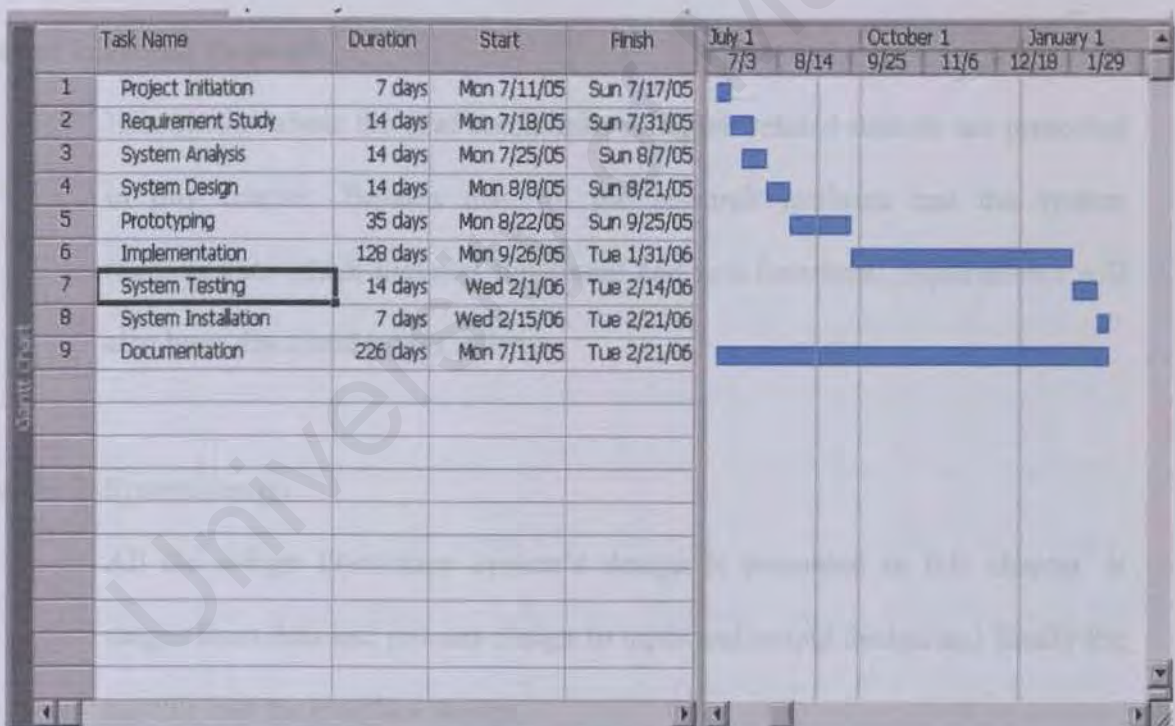 Task Name Duration Start Finish July 1 October 1 January 1
7/3 8/14 9/25 11/6 12/18 1/29
1 Project Initiation 7 days Mon 7/11/05 Sun 7/17/05
2 Requirement Study 14 days Mon 7/18/05 Sun 7/31/05
3 System Analysis 14 days Mon 7/25/05 Sun 8/7/05
4 System Design 14 days Mon 8/8/05 Sun 8/21/05
5 Prototyping 35 days Mon 8/22/05 Sun 9/25/05
6 Implementation 128 days Mon 9/26/05 Tue 1/31/06
7 System Testing 14 days Wed 2/1/06 Tue 2/14/06
8 System Installation 7 days Wed 2/15/06 Tue 2/21/06
9 Documentation 226 days Mon 7/11/05 Tue 2/21/06
Gantt Chart
Universi